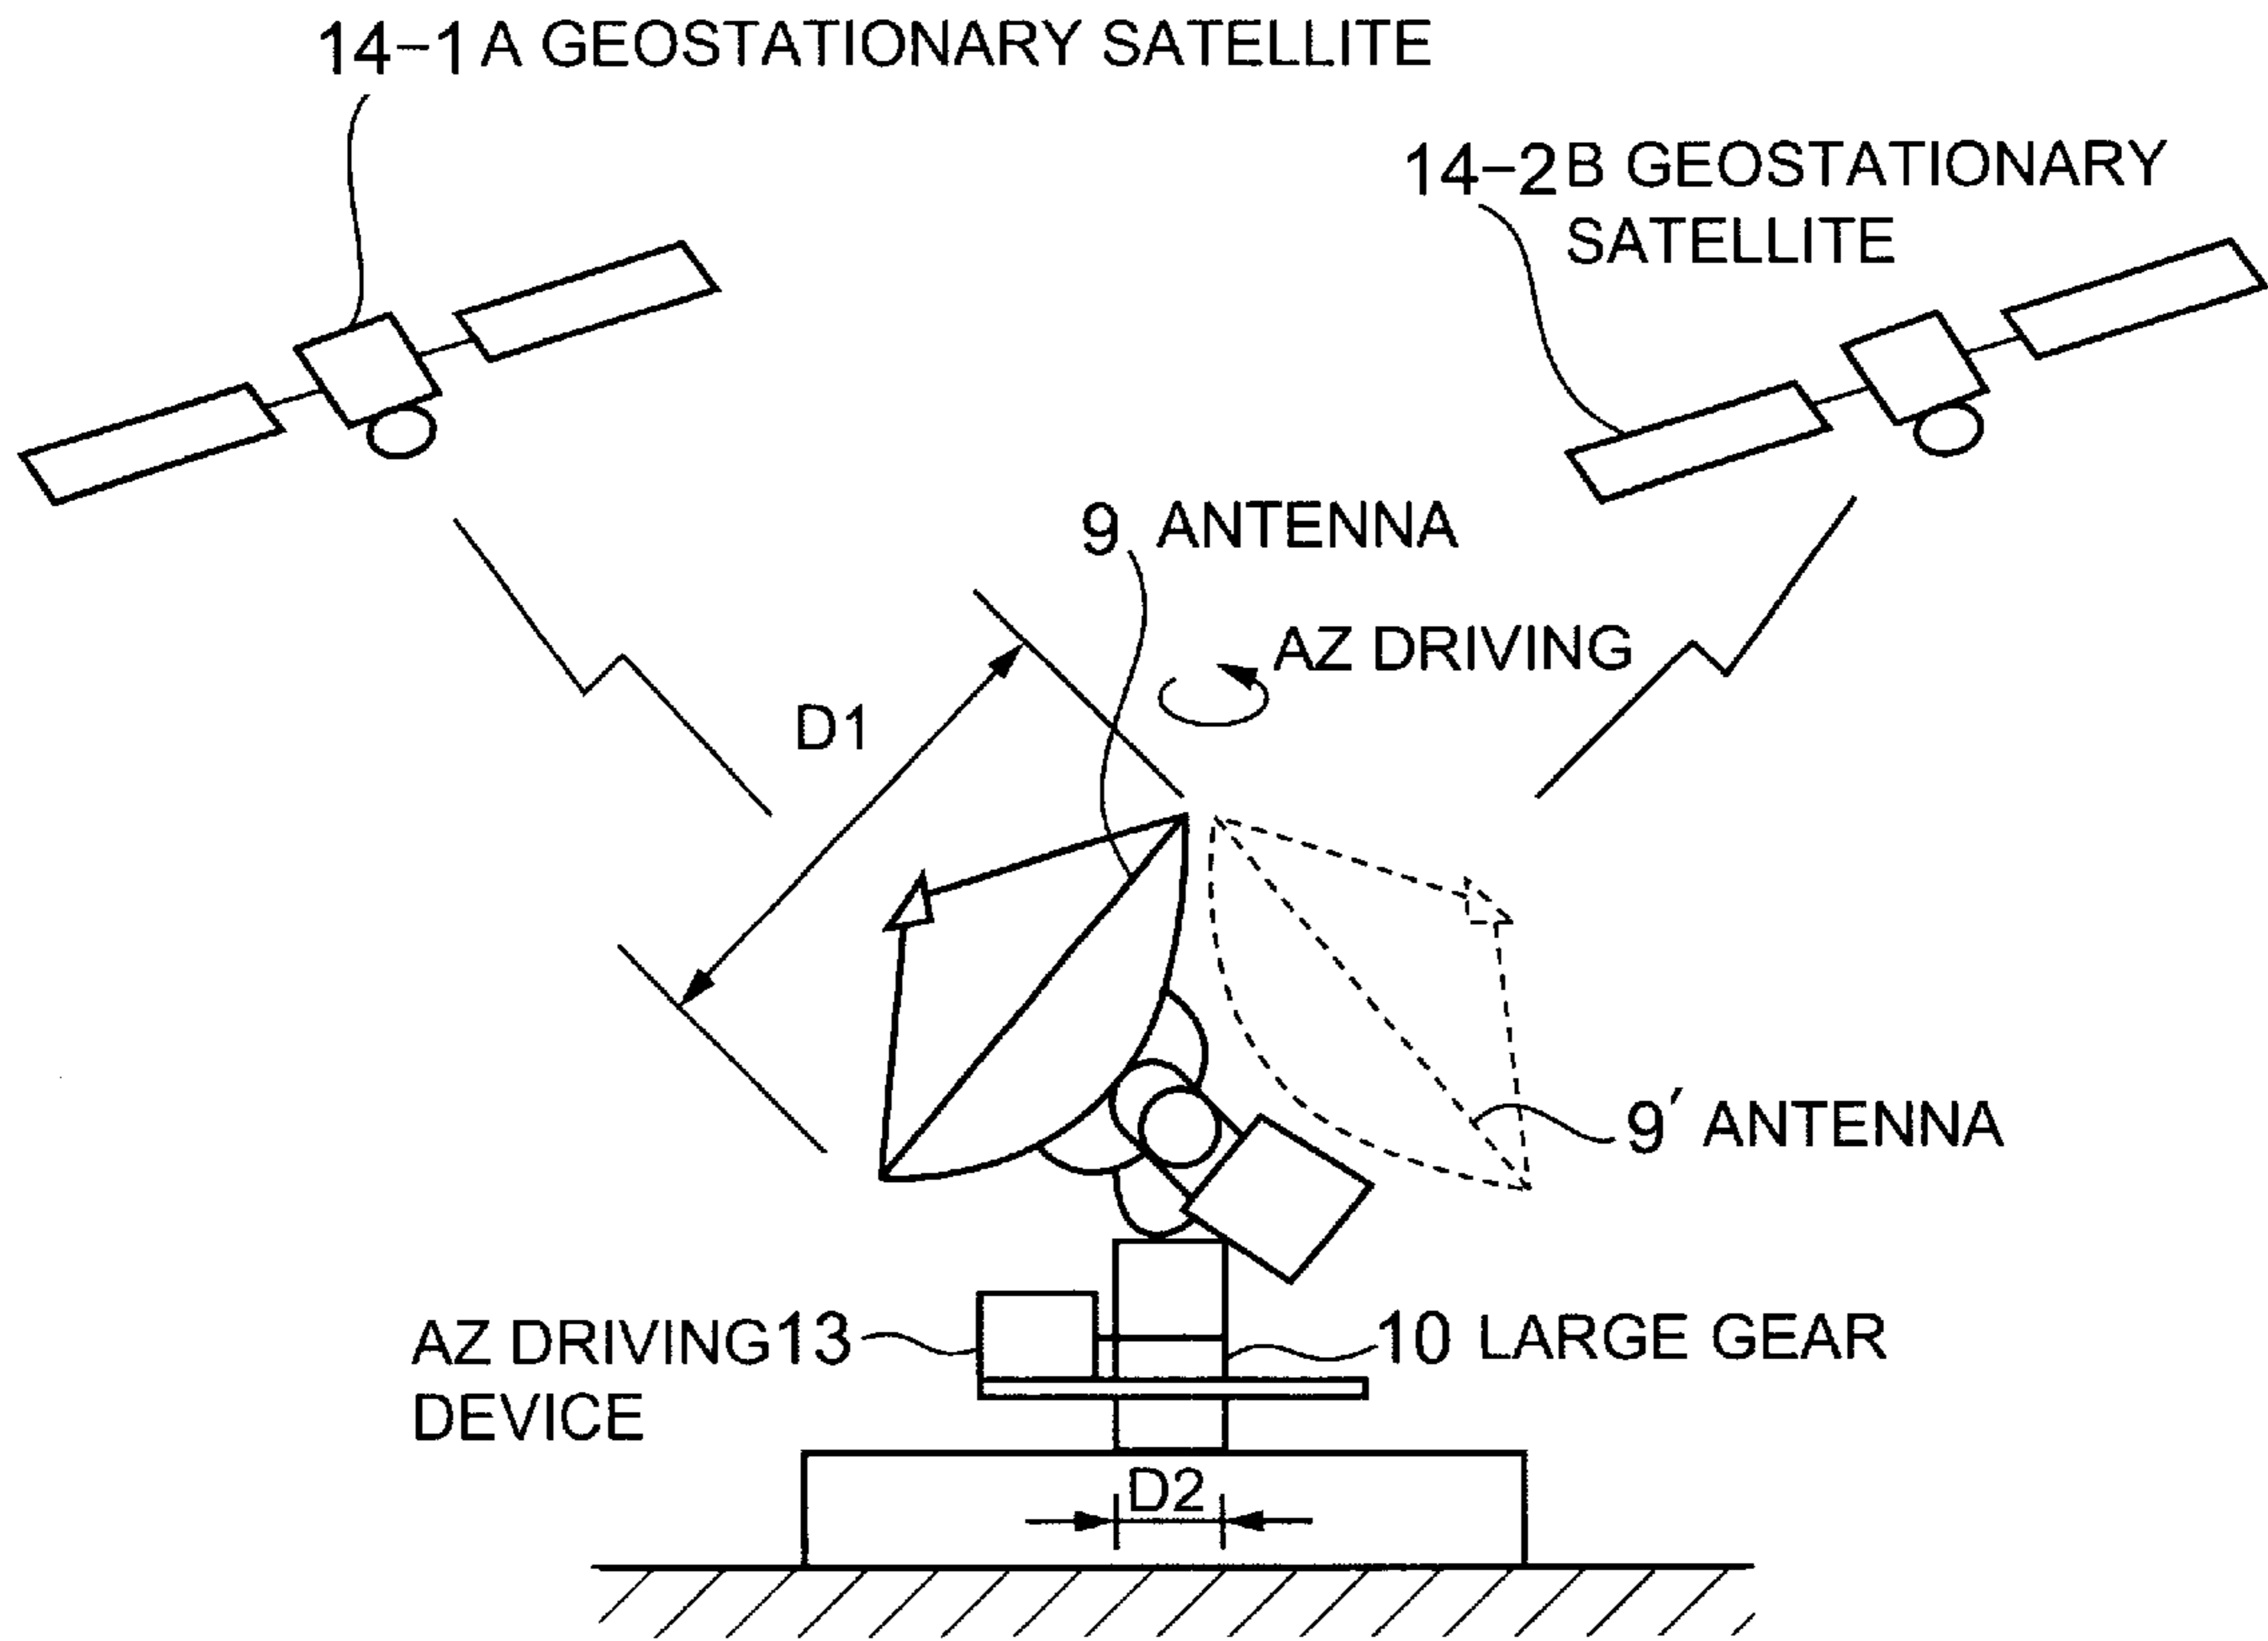 14-1 A GEOSTATIONARY SATELLITE
14-2 B GEOSTATIONARY
SATELLITE
9 ANTENNA
AZ DRIVING
D1
9′ ANTENNA
AZ DRIVING 13
DEVICE
10 LARGE GEAR
D2